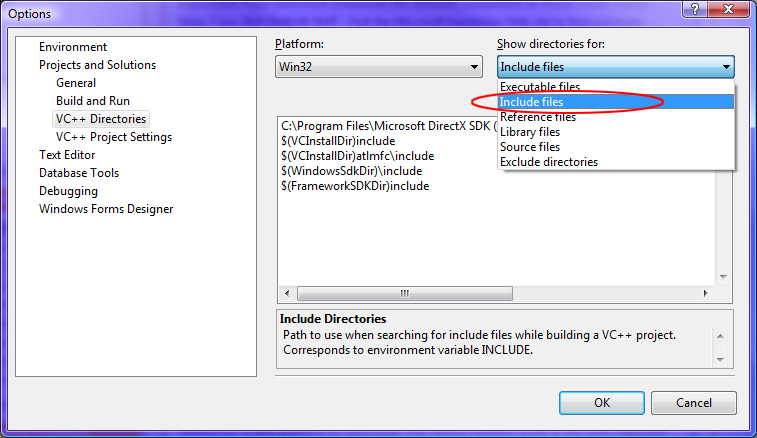 Options
Environment
Projects and Solutions
General
Build and Run
VC++ Directories
VC++ Project Settings
Text Editor
Database Tools
Debugging
Windows Forms Designer
Platform:
Win32
Show directories for:
Include files
Executable files
Include files
Reference files
Library files
Source files
Exclude directories
C:\Program Files\Microsoft DirectX SDK (
$(VCInstallDir)include
$(VCInstallDir)atlmfc\include
$(WindowsSdkDir)\include
$(FrameworkSDKDir)include
Include Directories
Path to use when searching for include files while building a VC++ project.
Corresponds to environment variable INCLUDE.
OK
Cancel